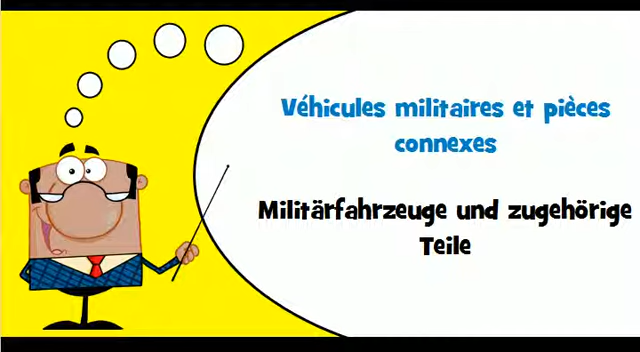 Véhicules militaires et pièces
connexes
Militärfahrzeuge und zugehörige
Teile